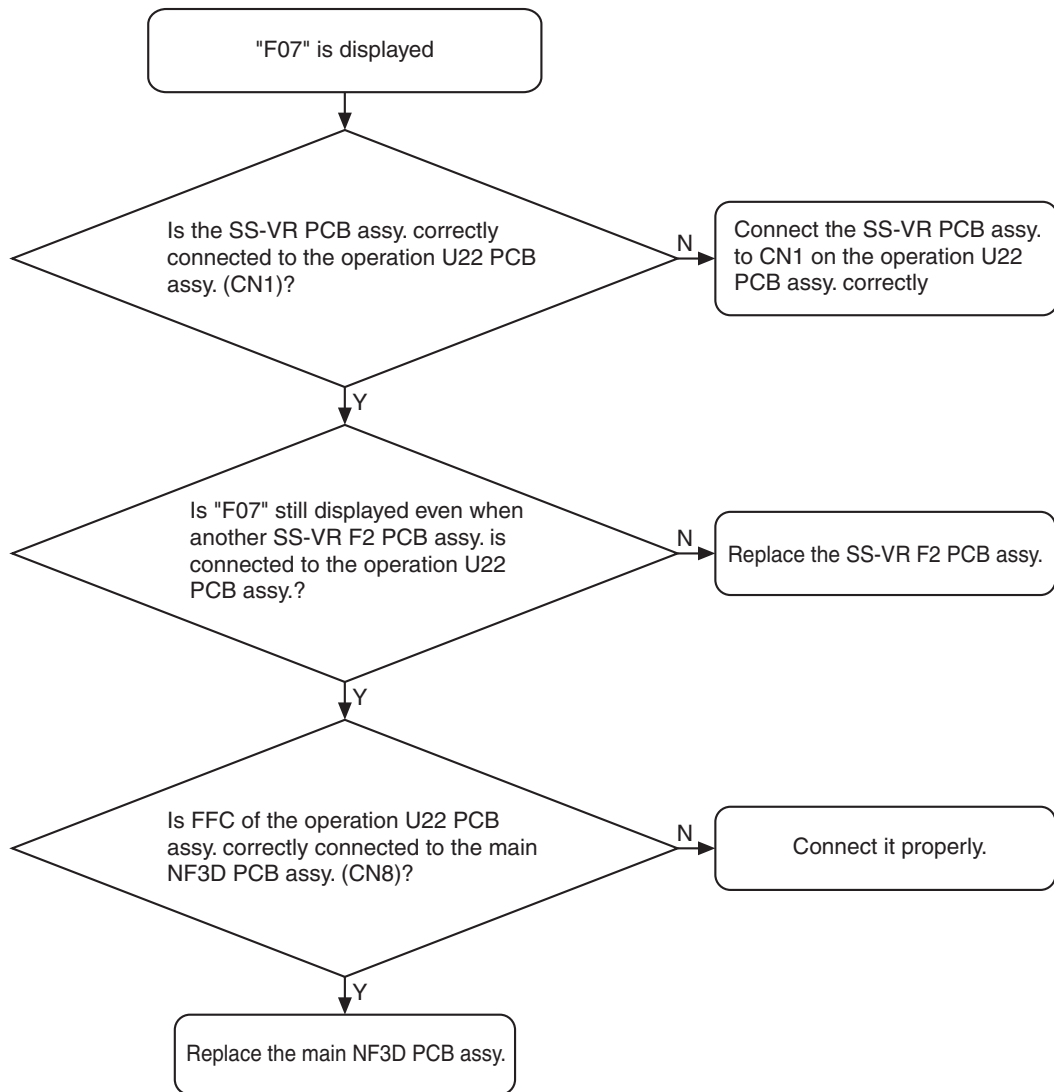 "F07" is displayed
Is the SS-VR PCB assy. correctly
connected to the operation U22 PCB
assy. (CN1)?
N
Connect the SS-VR PCB assy.
to CN1 on the operation U22
PCB assy. correctly
Y
Is "F07" still displayed even when
another SS-VR F2 PCB assy. is
connected to the operation U22
PCB assy.?
N
Replace the SS-VR F2 PCB assy.
Y
Is FFC of the operation U22 PCB
assy. correctly connected to the main
NF3D PCB assy. (CN8)?
N
Connect it properly.
Y
Replace the main NF3D PCB assy.